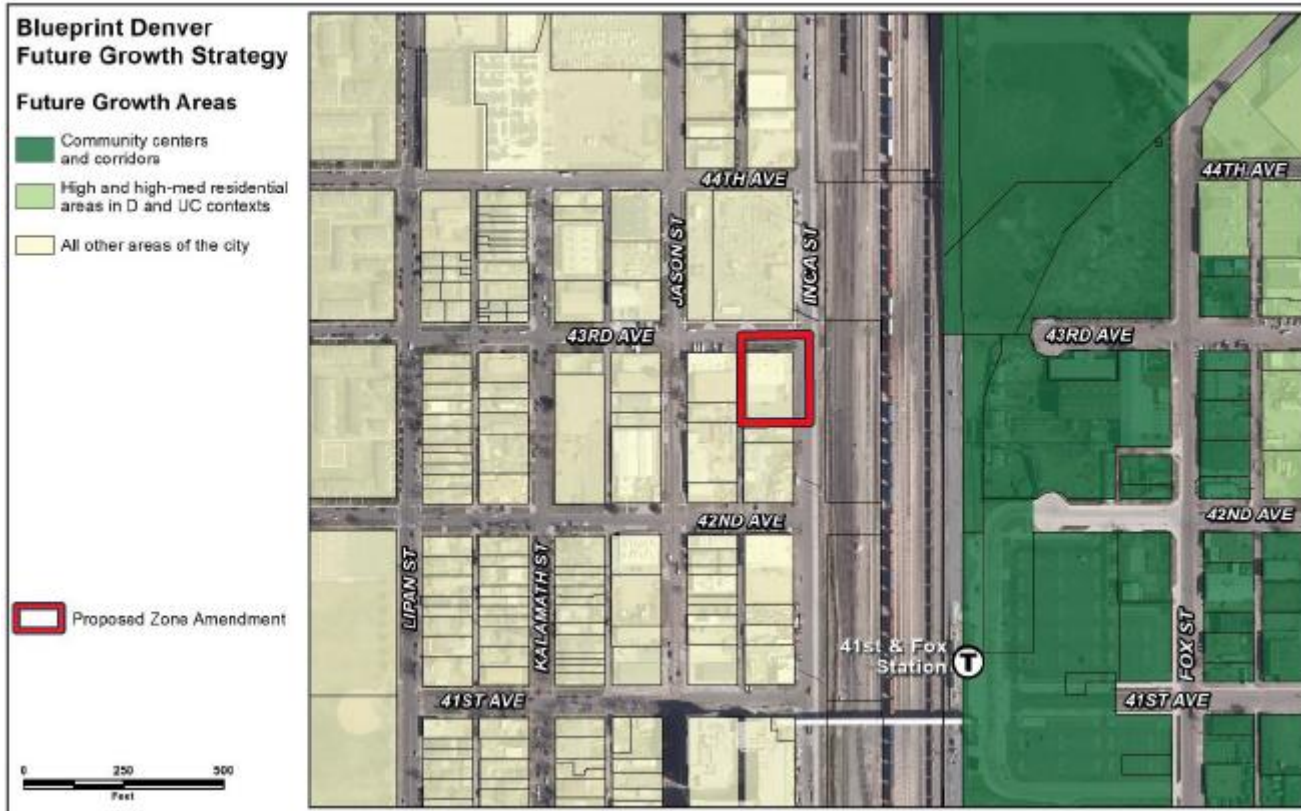 Blueprint Denver
Future Growth Strategy
Future Growth Areas
Community centers
and corridors
High and high-med residential
areas in D and UC contexts
All other areas of the city
Proposed Zone Amendment
0 250 500
Feet
44TH AVE
44TH AVE
JASON ST
INCA ST
43RD AVE
43RD AVE
42ND AVE
42ND AVE
LIPAN ST
KALAMATH ST
FOX ST
41st & Fox
Station
T
41ST AVE
41ST AVE